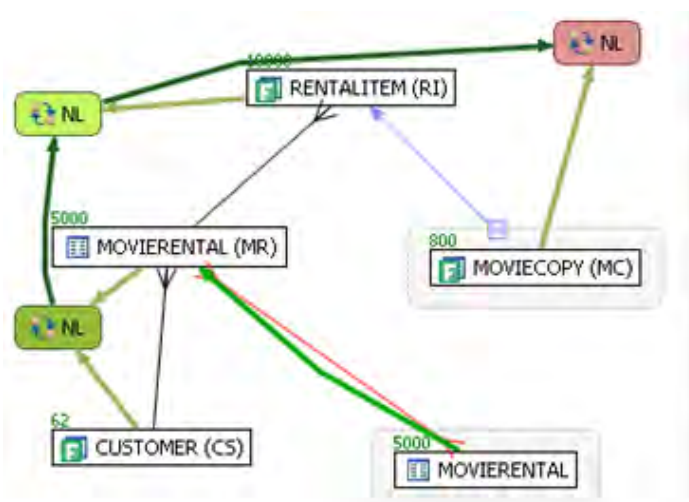 NL
10000
RENTALITEM (RI)
NL
5000
MOVIERENTAL (MR)
800
MOVIECOPY (MC)
NL
62
CUSTOMER (CS)
5000
MOVIERENTAL